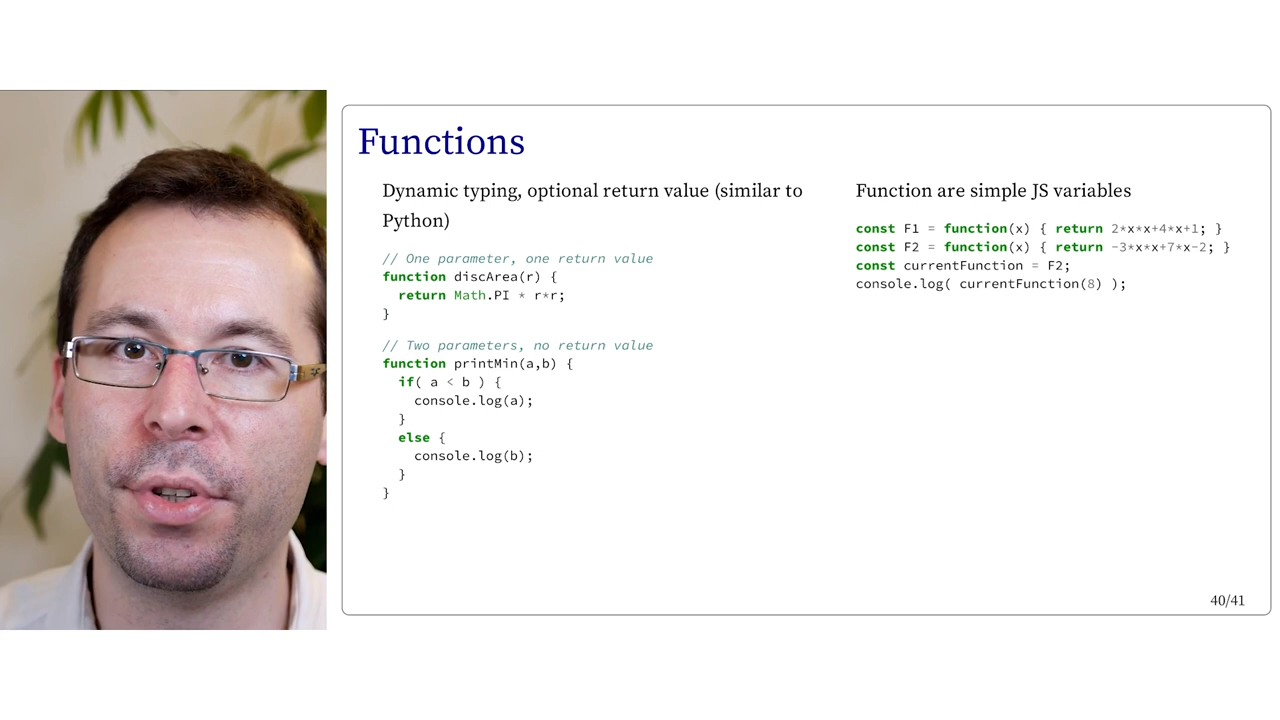 Functions
Dynamic typing, optional return value (similar to
Python)
// One parameter, one return value
function discArea(r) {
  return Math.PI * r*r;
}
// Two parameters, no return value
function printMin(a,b) {
  if( a < b ) {
    console.log(a);
  }
  else {
    console.log(b);
  }
}
Function are simple JS variables
const F1 = function(x) { return 2*x*x+4*x+1; }
const F2 = function(x) { return -3*x*x+7*x-2; }
const currentFunction = F2;
console.log( currentFunction(8) );
40/41